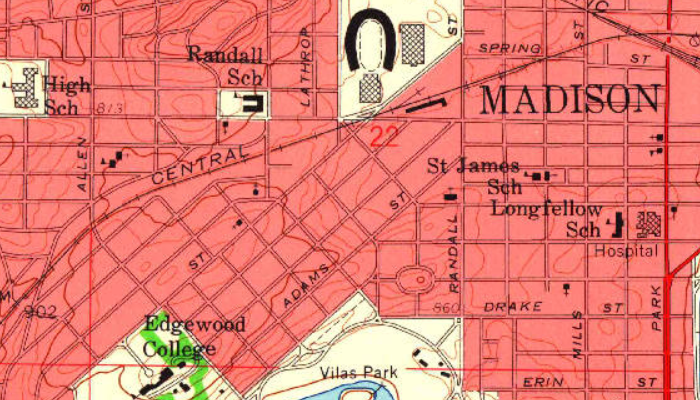 S
C
LATHROP
ST
SPRING
ST
ST
Randall
Sch
High
Sch
813
MADISON
22
ALLEN
CENTRAL
St James
Sch
ST
Longfellow
Sch
Hospital
RANDALL
ST
ADAMS
860
DRAKE
ST
PARK
MILLS
M
902
Edgewood
College
Vilas Park
ERIN
ST